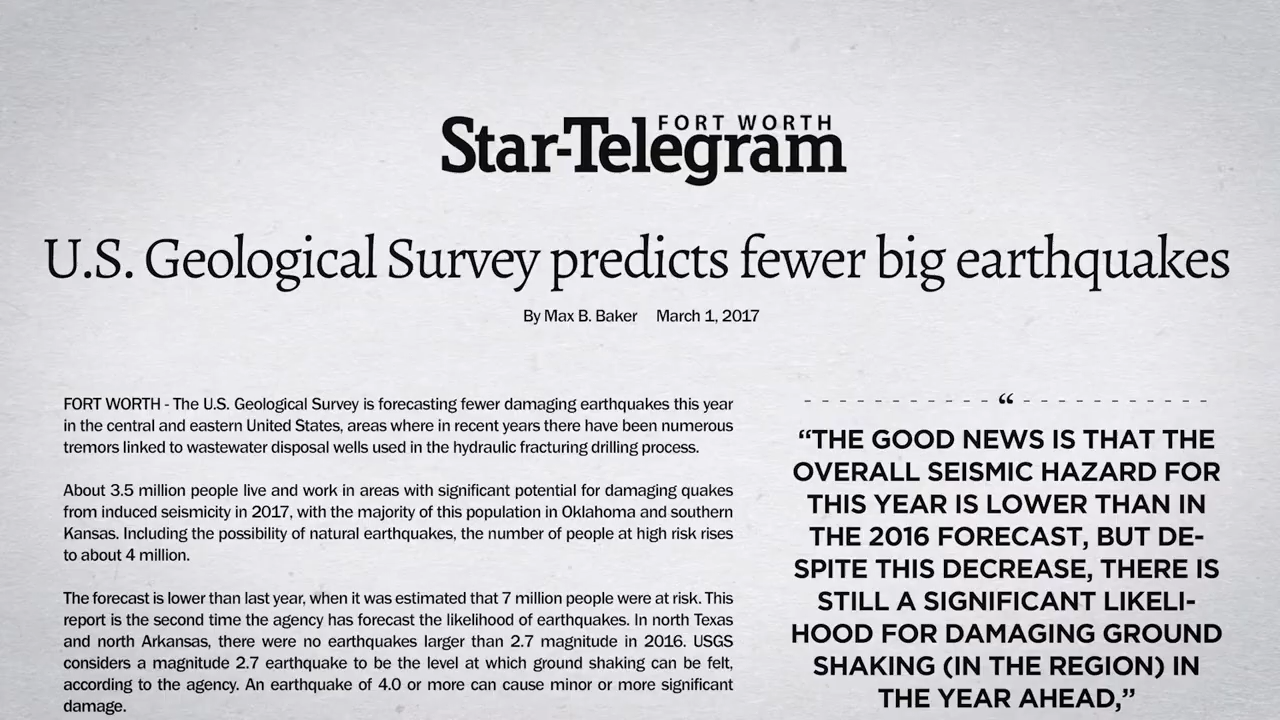 FORT WORTH
Star-Telegram
U.S. Geological Survey predicts fewer big earthquakes
By Max B. Baker March 1, 2017
FORT WORTH - The U.S. Geological Survey is forecasting fewer damaging earthquakes this year
in the central and eastern United States, areas where in recent years there have been numerous
tremors linked to wastewater disposal wells used in the hydraulic fracturing drilling process.
About 3.5 million people live and work in areas with significant potential for damaging quakes
from induced seismicity in 2017, with the majority of this population in Oklahoma and southern
Kansas. Including the possibility of natural earthquakes, the number of people at high risk rises
to about 4 million.
The forecast is lower than last year, when it was estimated that 7 million people were at risk. This
report is the second time the agency has forecast the likelihood of earthquakes. In north Texas
and north Arkansas, there were no earthquakes larger than 2.7 magnitude in 2016. USGS
considers a magnitude 2.7 earthquake to be the level at which ground shaking can be felt,
according to the agency. An earthquake of 4.0 or more can cause minor or more significant
damage.
“
“THE GOOD NEWS IS THAT THE
OVERALL SEISMIC HAZARD FOR
THIS YEAR IS LOWER THAN IN
THE 2016 FORECAST, BUT DE-
SPITE THIS DECREASE, THERE IS
STILL A SIGNIFICANT LIKELI-
HOOD FOR DAMAGING GROUND
SHAKING (IN THE REGION) IN
THE YEAR AHEAD,”